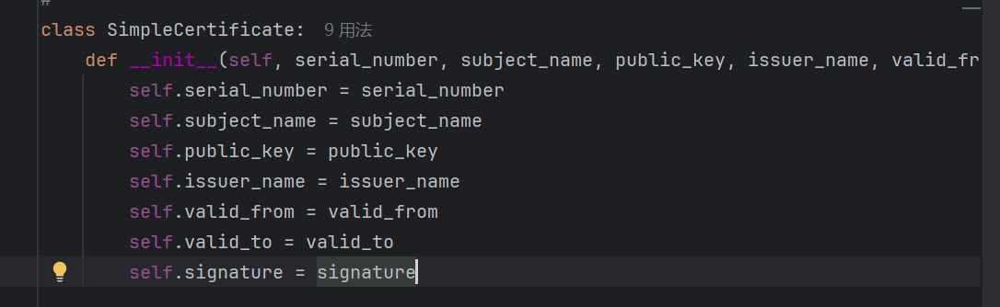 #
class SimpleCertificate: 9 用法
def __init__(self, serial_number, subject_name, public_key, issuer_name, valid_fr
self.serial_number = serial_number
self.subject_name = subject_name
self.public_key = public_key
self.issuer_name = issuer_name
self.valid_from = valid_from
self.valid_to = valid_to
self.signature = signature